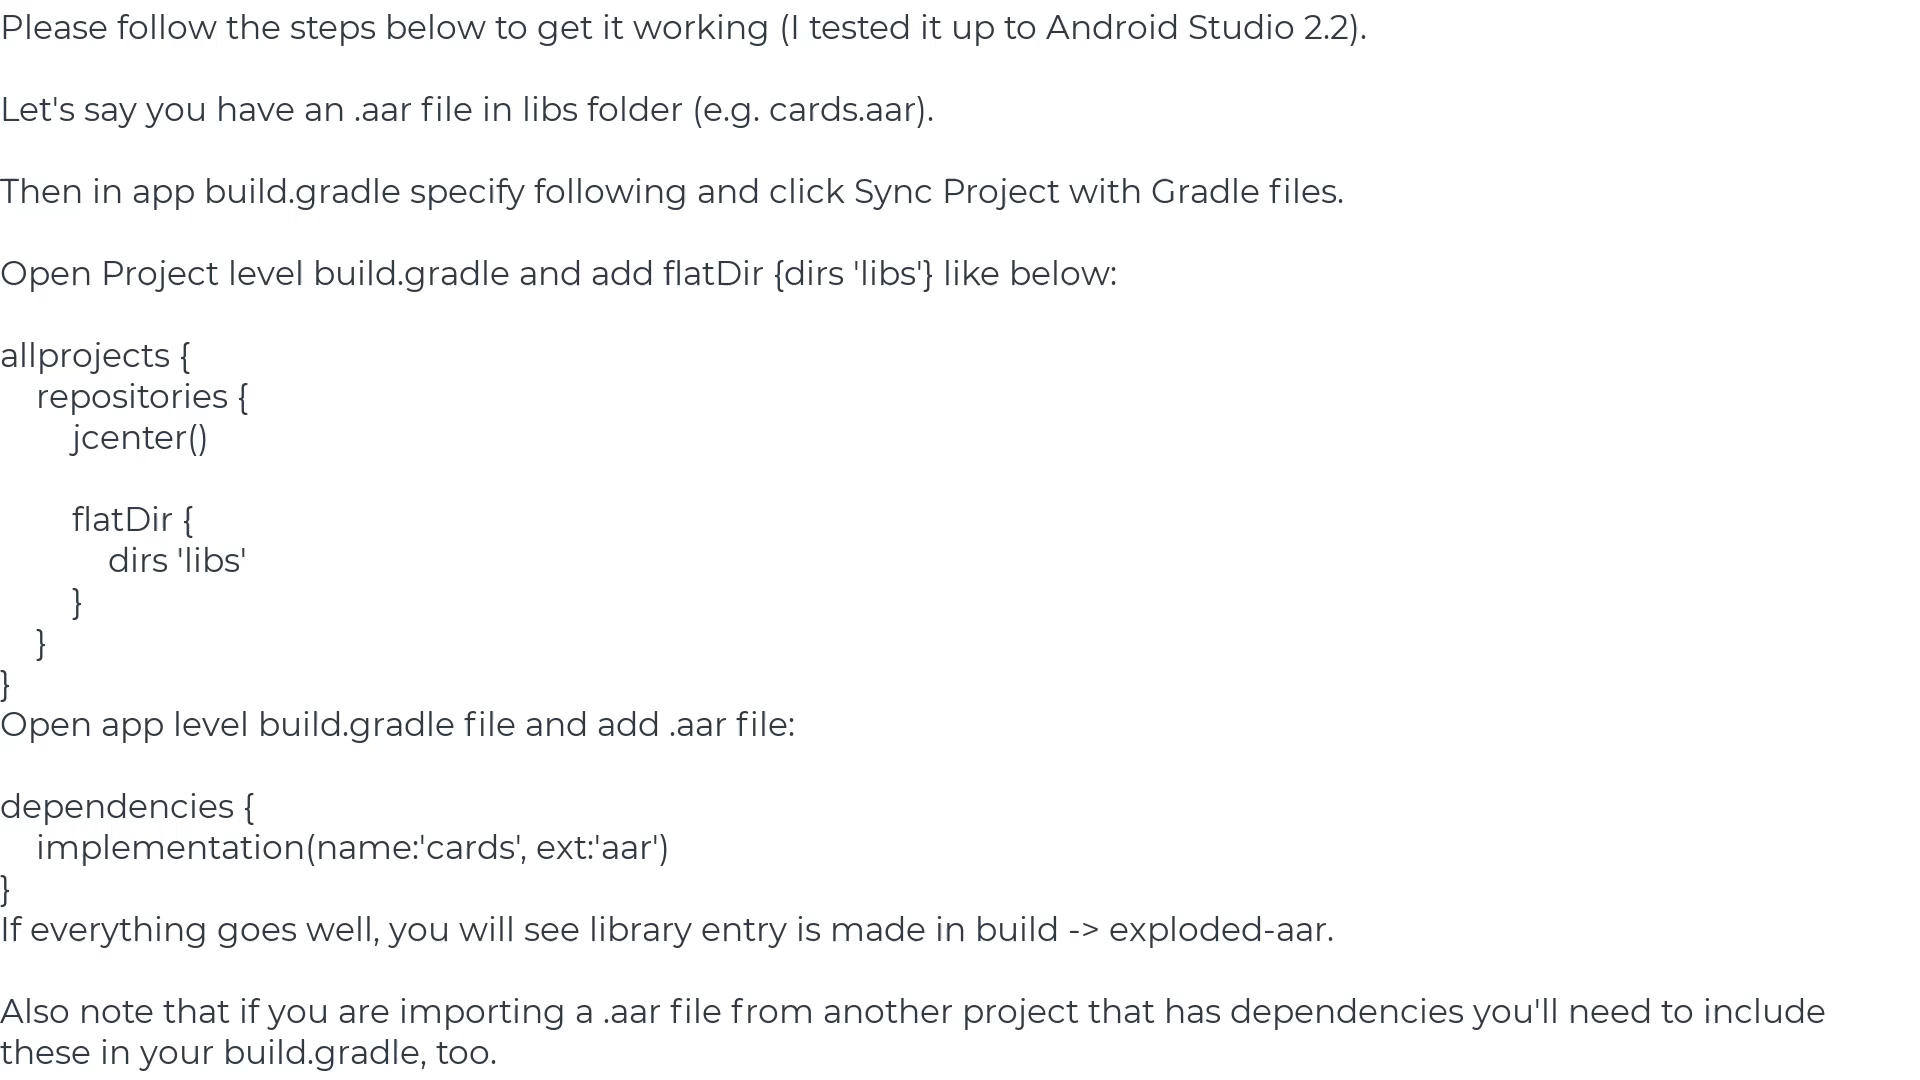 Please follow the steps below to get it working (I tested it up to Android Studio 2.2).
Let's say you have an .aar file in libs folder (e.g. cards.aar).
Then in app build.gradle specify following and click Sync Project with Gradle files.
Open Project level build.gradle and add flatDir {dirs 'libs'} like below:
allprojects {
    repositories {
        jcenter()
        flatDir {
            dirs 'libs'
        }
    }
}
Open app level build.gradle file and add .aar file:
dependencies {
    implementation(name:'cards', ext:'aar')
}
If everything goes well, you will see library entry is made in build -> exploded-aar.
Also note that if you are importing a .aar file from another project that has dependencies you'll need to include
these in your build.gradle, too.